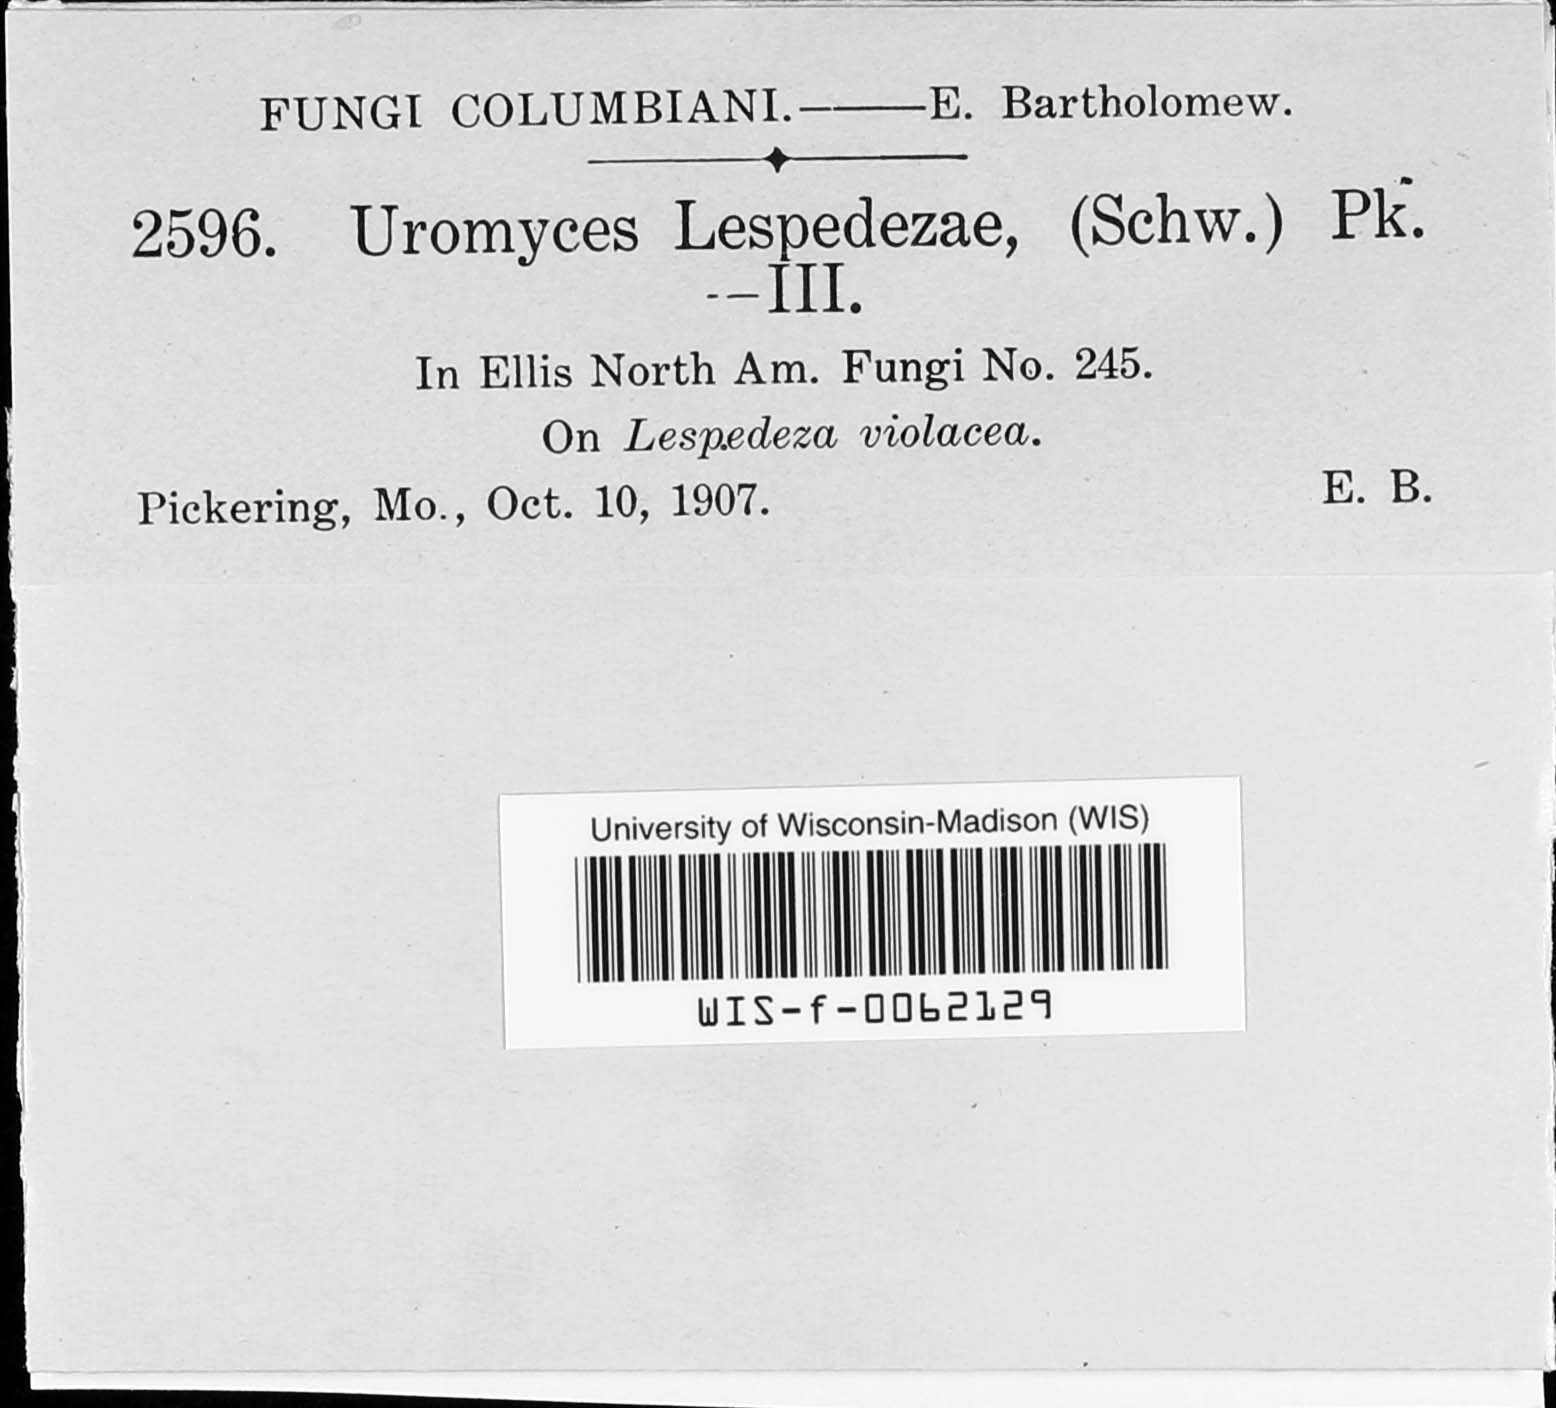 FUNGI COLUMBIANI.———E. Bartholomew.
2596. Uromyces Lespedezae, (Schw.) Pk.
--III.
In Ellis North Am. Fungi No. 245.
On Lespedeza violacea.
Pickering, Mo., Oct. 10, 1907. E. B.
University of Wisconsin-Madison (WIS)
WIS-f-0062129